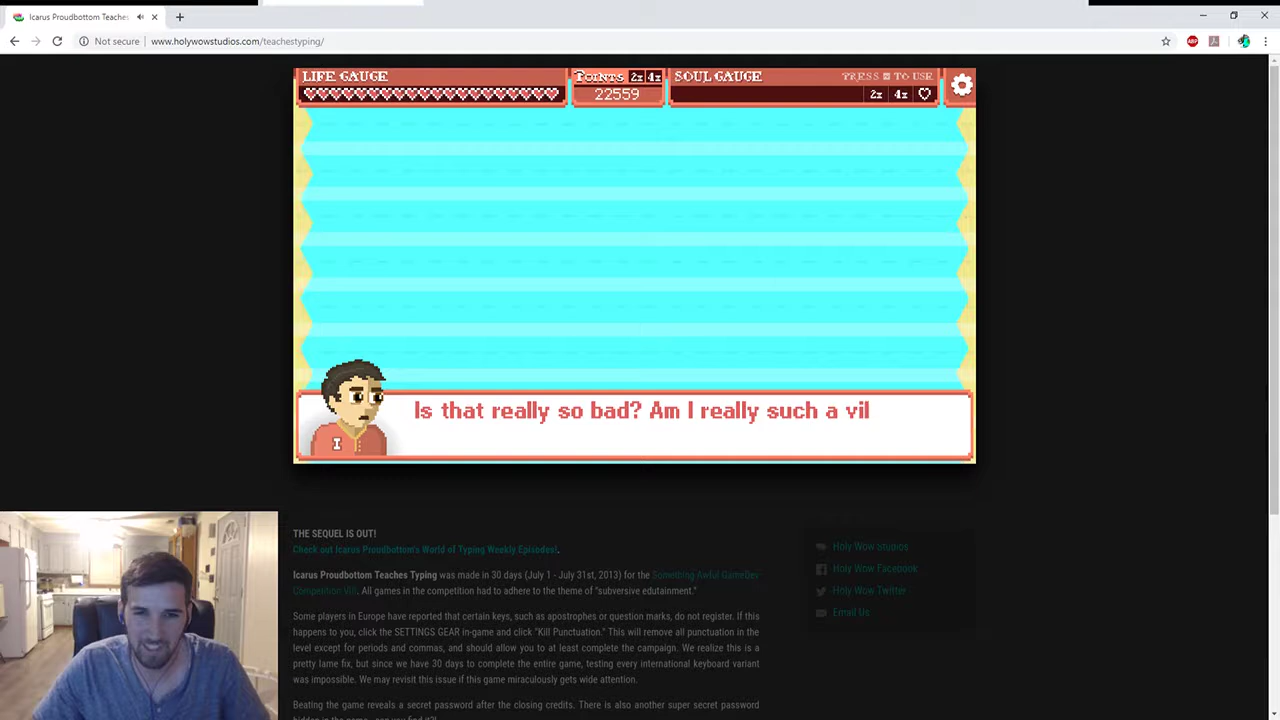 Icarus Proudbottom Teaches
Not secure
www.holywowstudios.com/teachestyping/
LIFE GAUGE
POINTS 2x 4x
22559
SOUL GAUGE
PRESS TO USE
2x 4x
Is that really so bad? Am I really such a vil
I
THE SEQUEL IS OUT!
Check out Icarus Proudbottom's World of Typing Weekly Episodes!.
Icarus Proudbottom Teaches Typing was made in 30 days (July 1 - July 31st, 2013) for the Something Awful GameDev
Competition VIII. All games in the competition had to adhere to the theme of "subversive edutainment."
Some players in Europe have reported that certain keys, such as apostrophes or question marks, do not register. If this
happens to you, click the SETTINGS GEAR in-game and click "Kill Punctuation." This will remove all punctuation in the
level except for periods and commas, and should allow you to at least complete the campaign. We realize this is a
pretty lame fix, but since we have 30 days to complete the entire game, testing every international keyboard variant
was impossible. We may revisit this issue if this game miraculously gets wide attention.
Beating the game reveals a secret password after the closing credits. There is also another super secret password
hidden in the game - can you find it?!
Holy Wow Studios
Holy Wow Facebook
Holy Wow Twitter
Email Us